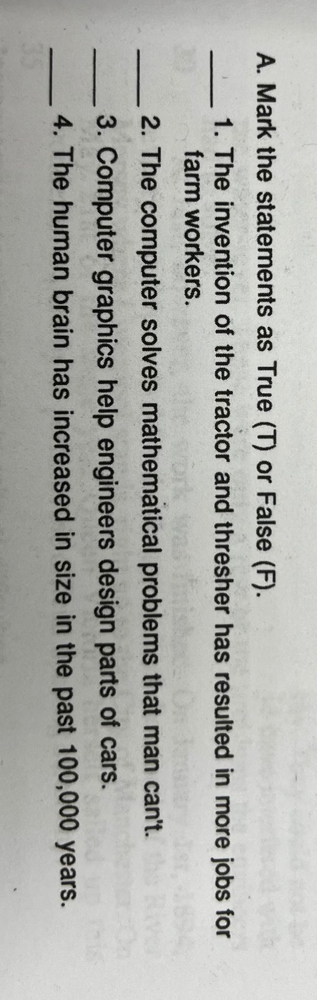 A. Mark the statements as True (T) or False (F).
____ 1. The invention of the tractor and thresher has resulted in more jobs for
farm workers.
____ 2. The computer solves mathematical problems that man can't.
____ 3. Computer graphics help engineers design parts of cars.
____ 4. The human brain has increased in size in the past 100,000 years.